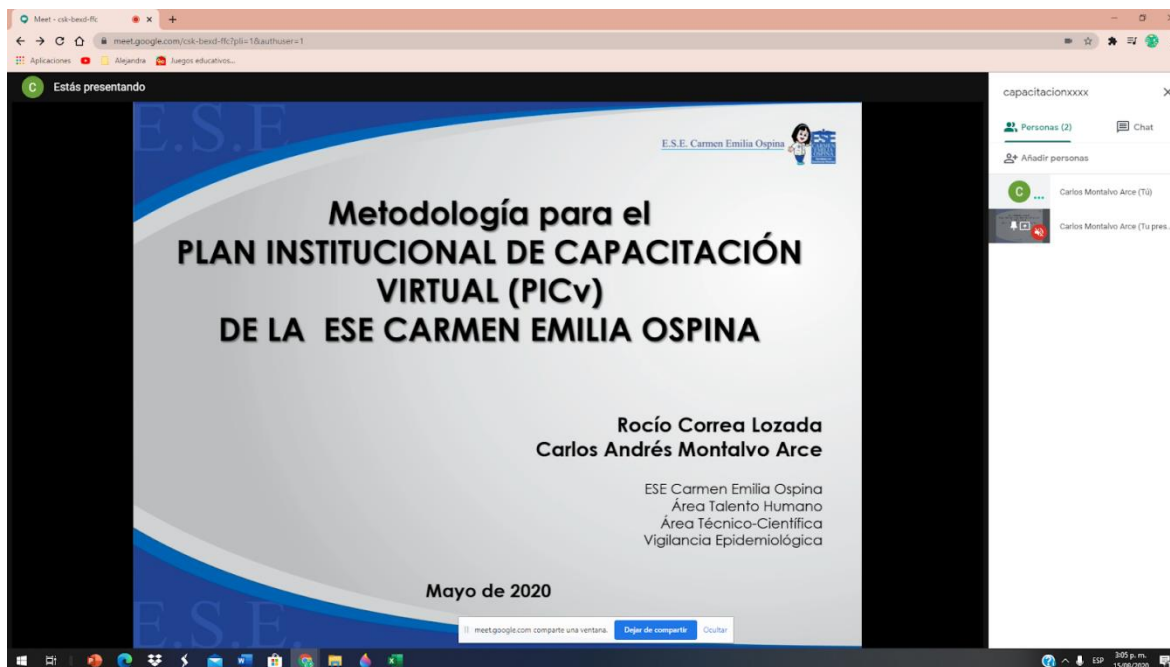 Meet - csk-bexd-ffc
meet.google.com/csk-bexd-ffc?pli=1&authuser=1
Aplicaciones
Alejandra
Juegos educativos...
C
Estás presentando
capacitacionxxxx
Personas (2)
Chat
Añadir personas
C
Carlos Montalvo Arce (Tú)
Carlos Montalvo Arce (Tu pres...
E.S.E
E.S.E. Carmen Emilia Ospina
ESE
Metodología para el
PLAN INSTITUCIONAL DE CAPACITACIÓN
VIRTUAL (PICv)
DE LA ESE CARMEN EMILIA OSPINA
Rocío Correa Lozada
Carlos Andrés Montalvo Arce
ESE Carmen Emilia Ospina
Área Talento Humano
Área Técnico-Científica
Vigilancia Epidemiológica
Mayo de 2020
E.S.E.
meet.google.com comparte una ventana.
Dejar de compartir
Ocultar
ESP
3:05 p. m.
15/06/2020